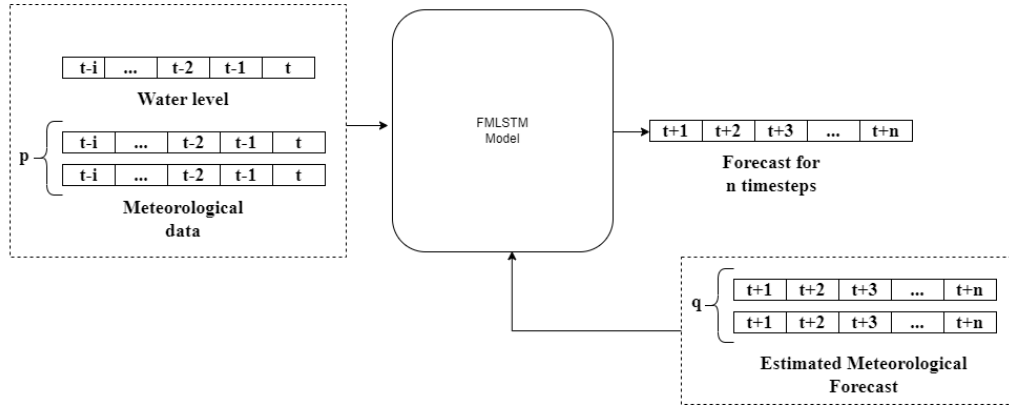 t-i ... t-2 t-1 t
Water level
p
t-i ... t-2 t-1 t
t-i ... t-2 t-1 t
Meteorological
data
FMLSTM
Model
t+1 t+2 t+3 ... t+n
Forecast for
n timesteps
q
t+1 t+2 t+3 ... t+n
t+1 t+2 t+3 ... t+n
Estimated Meteorological
Forecast